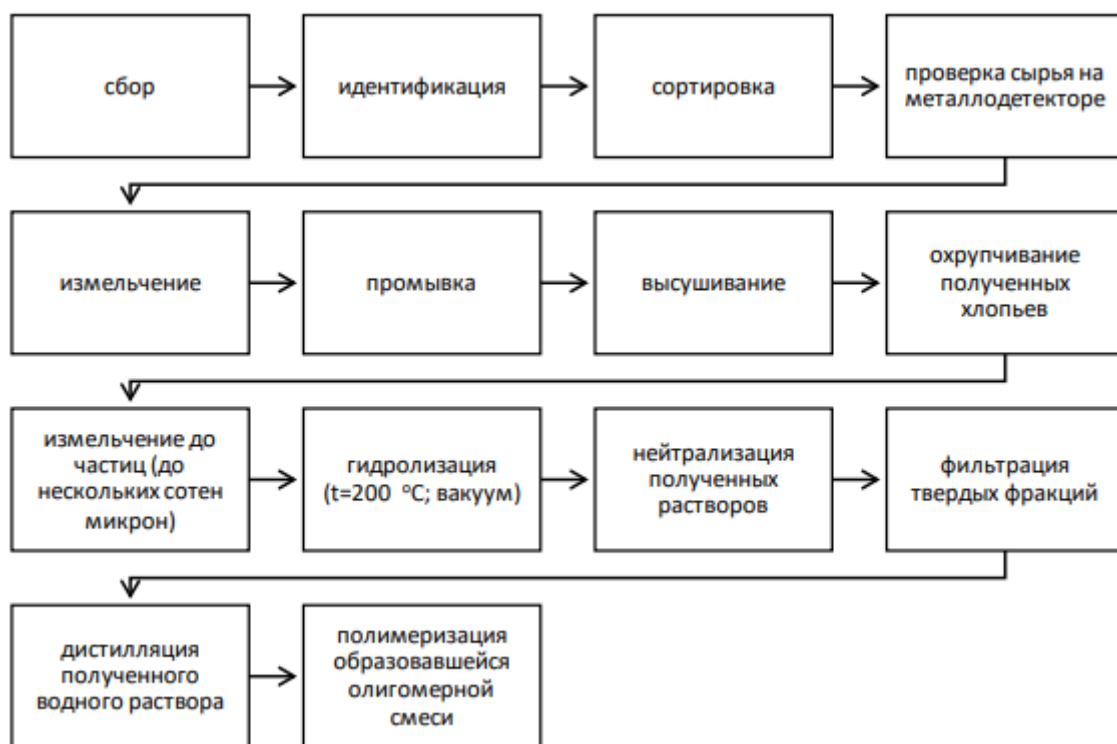 сбор
идентификация
сортировка
проверка сырья на
металлодетекторе
измельчение
промывка
высушивание
охрупчивание
полученных
хлопьев
измельчение до
частиц (до
нескольких сотен
микрон)
гидролизация
(t=200 °С; вакуум)
нейтрализация
полученных
растворов
фильтрация
твердых фракций
дистилляция
полученного
водного раствора
полимеризация
образовавшейся
олигомерной
смеси